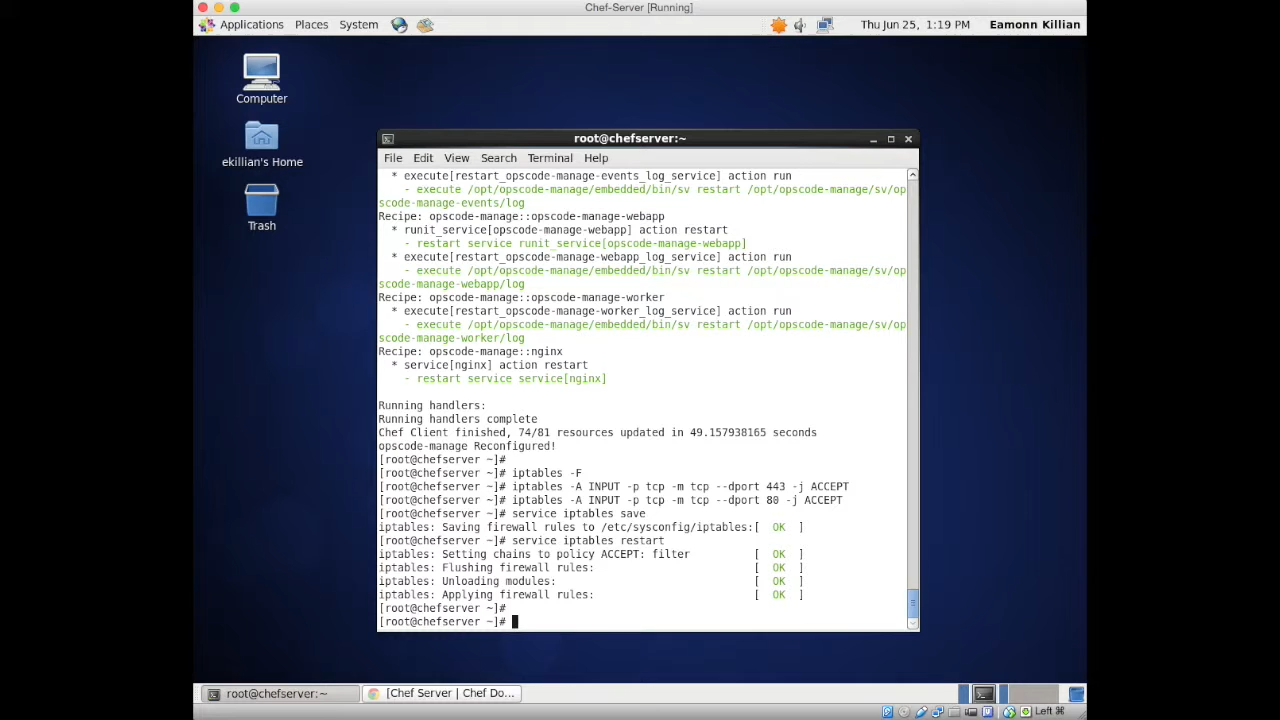 Chef-Server [Running]
Applications Places System Thu Jun 25, 1:19 PM Eamonn Killian
Computer
ekillian's Home
Trash
root@chefserver:~
File Edit View Search Terminal Help
* execute[restart_opscode-manage-events_log_service] action run
- execute /opt/opscode-manage/embedded/bin/sv restart /opt/opscode-manage/sv/op
scode-manage-events/log
Recipe: opscode-manage::opscode-manage-webapp
* runit_service[opscode-manage-webapp] action restart
- restart service runit_service[opscode-manage-webapp]
* execute[restart_opscode-manage-webapp_log_service] action run
- execute /opt/opscode-manage/embedded/bin/sv restart /opt/opscode-manage/sv/op
scode-manage-webapp/log
Recipe: opscode-manage::opscode-manage-worker
* execute[restart_opscode-manage-worker_log_service] action run
- execute /opt/opscode-manage/embedded/bin/sv restart /opt/opscode-manage/sv/op
scode-manage-worker/log
Recipe: opscode-manage::nginx
* service[nginx] action restart
- restart service service[nginx]
Running handlers:
Running handlers complete
Chef Client finished, 74/81 resources updated in 49.157938165 seconds
opscode-manage Reconfigured!
[root@chefserver ~]#
[root@chefserver ~]# iptables -F
[root@chefserver ~]# iptables -A INPUT -p tcp -m tcp --dport 443 -j ACCEPT
[root@chefserver ~]# iptables -A INPUT -p tcp -m tcp --dport 80 -j ACCEPT
[root@chefserver ~]# service iptables save
iptables: Saving firewall rules to /etc/sysconfig/iptables:[ OK ]
[root@chefserver ~]# service iptables restart
iptables: Setting chains to policy ACCEPT: filter [ OK ]
iptables: Flushing firewall rules: [ OK ]
iptables: Unloading modules: [ OK ]
iptables: Applying firewall rules: [ OK ]
[root@chefserver ~]#
[root@chefserver ~]#
root@chefserver:~ [Chef Server | Chef Do...
Left ⌘